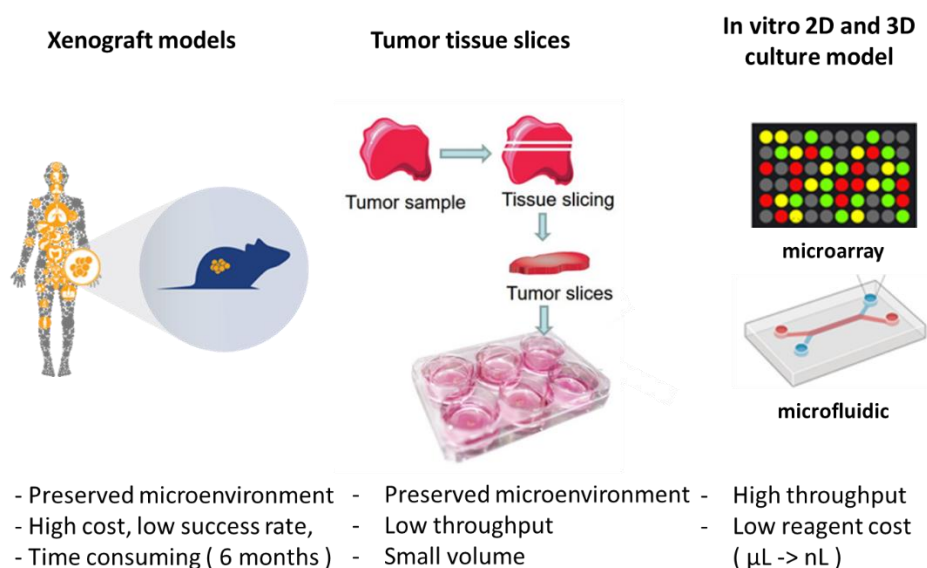 Xenograft models
Tumor tissue slices
In vitro 2D and 3D
culture model
Tumor sample
Tissue slicing
Tumor slices
microarray
microfluidic
- Preserved microenvironment
- High cost, low success rate,
- Time consuming ( 6 months )
- Preserved microenvironment
- Low throughput
- Small volume
- High throughput
- Low reagent cost
( µL -> nL )